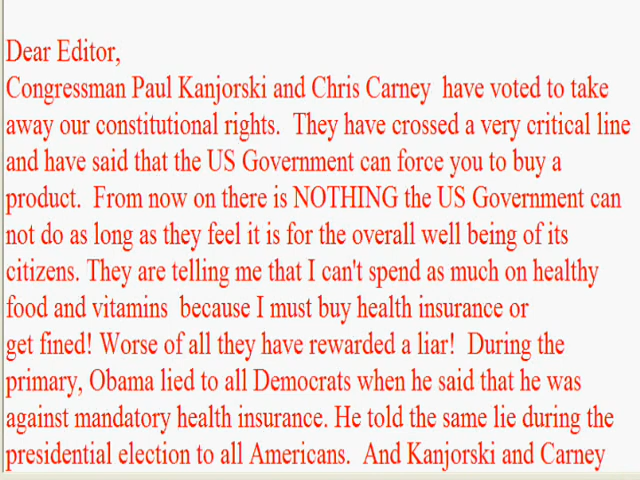 Dear Editor,
Congressman Paul Kanjorski and Chris Carney have voted to take
away our constitutional rights. They have crossed a very critical line
and have said that the US Government can force you to buy a
product. From now on there is NOTHING the US Government can
not do as long as they feel it is for the overall well being of its
citizens. They are telling me that I can't spend as much on healthy
food and vitamins because I must buy health insurance or
get fined! Worse of all they have rewarded a liar! During the
primary, Obama lied to all Democrats when he said that he was
against mandatory health insurance. He told the same lie during the
presidential election to all Americans. And Kanjorski and Carney